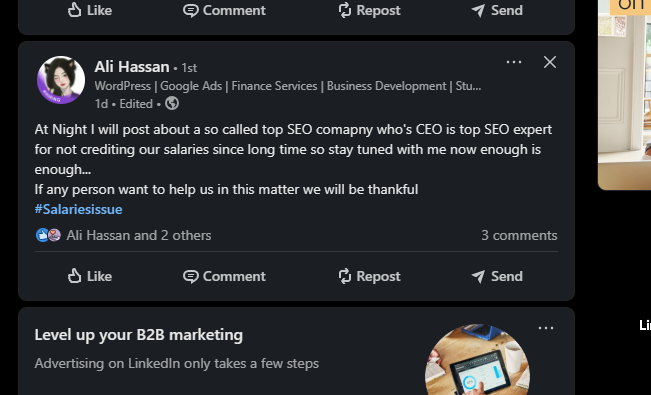 Like Comment Repost Send
Ali Hassan • 1st
WordPress | Google Ads | Finance Services | Business Development | Stu...
1d • Edited •
At Night I will post about a so called top SEO comapny who's CEO is top SEO expert
for not crediting our salaries since long time so stay tuned with me now enough is
enough...
If any person want to help us in this matter we will be thankful
#Salariesissue
Ali Hassan and 2 others 3 comments
Like Comment Repost Send
Level up your B2B marketing
Advertising on LinkedIn only takes a few steps